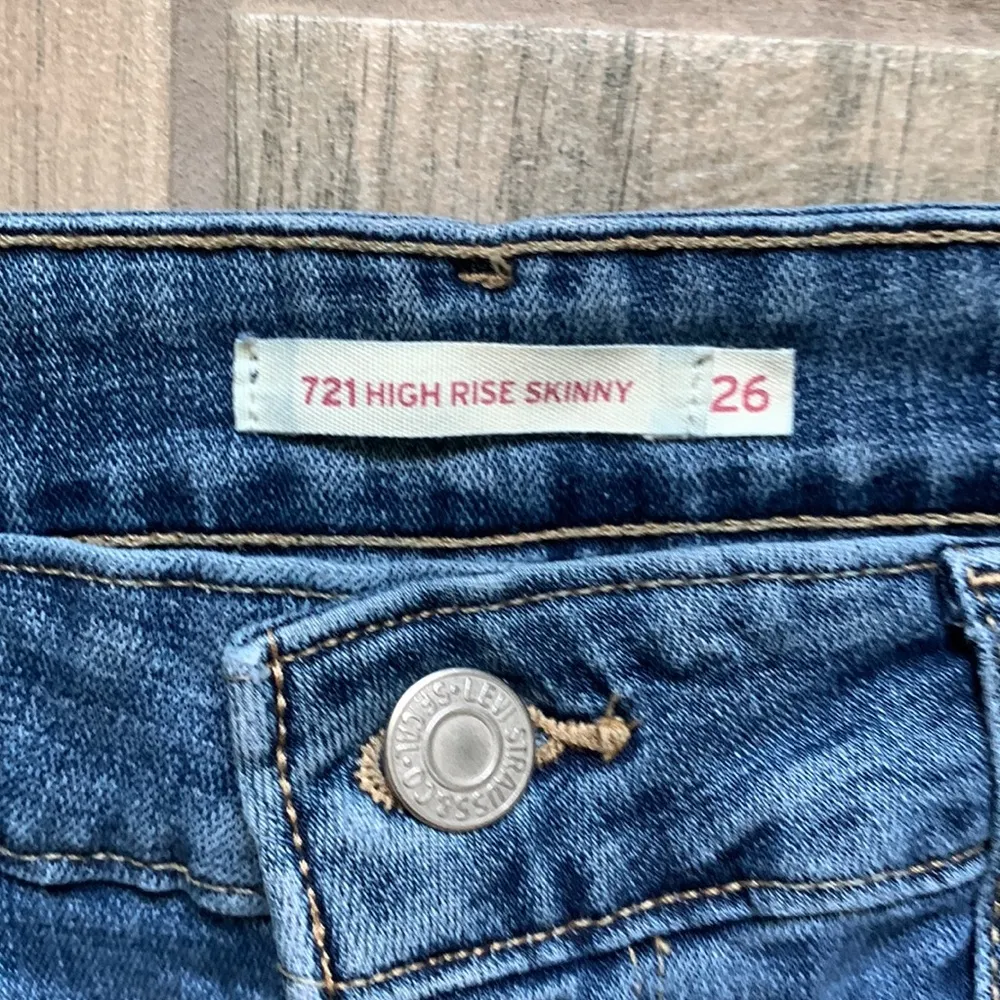 721 HIGH RISE SKINNY 26
LEVI STRAUSS & CO. S.F. CAL.